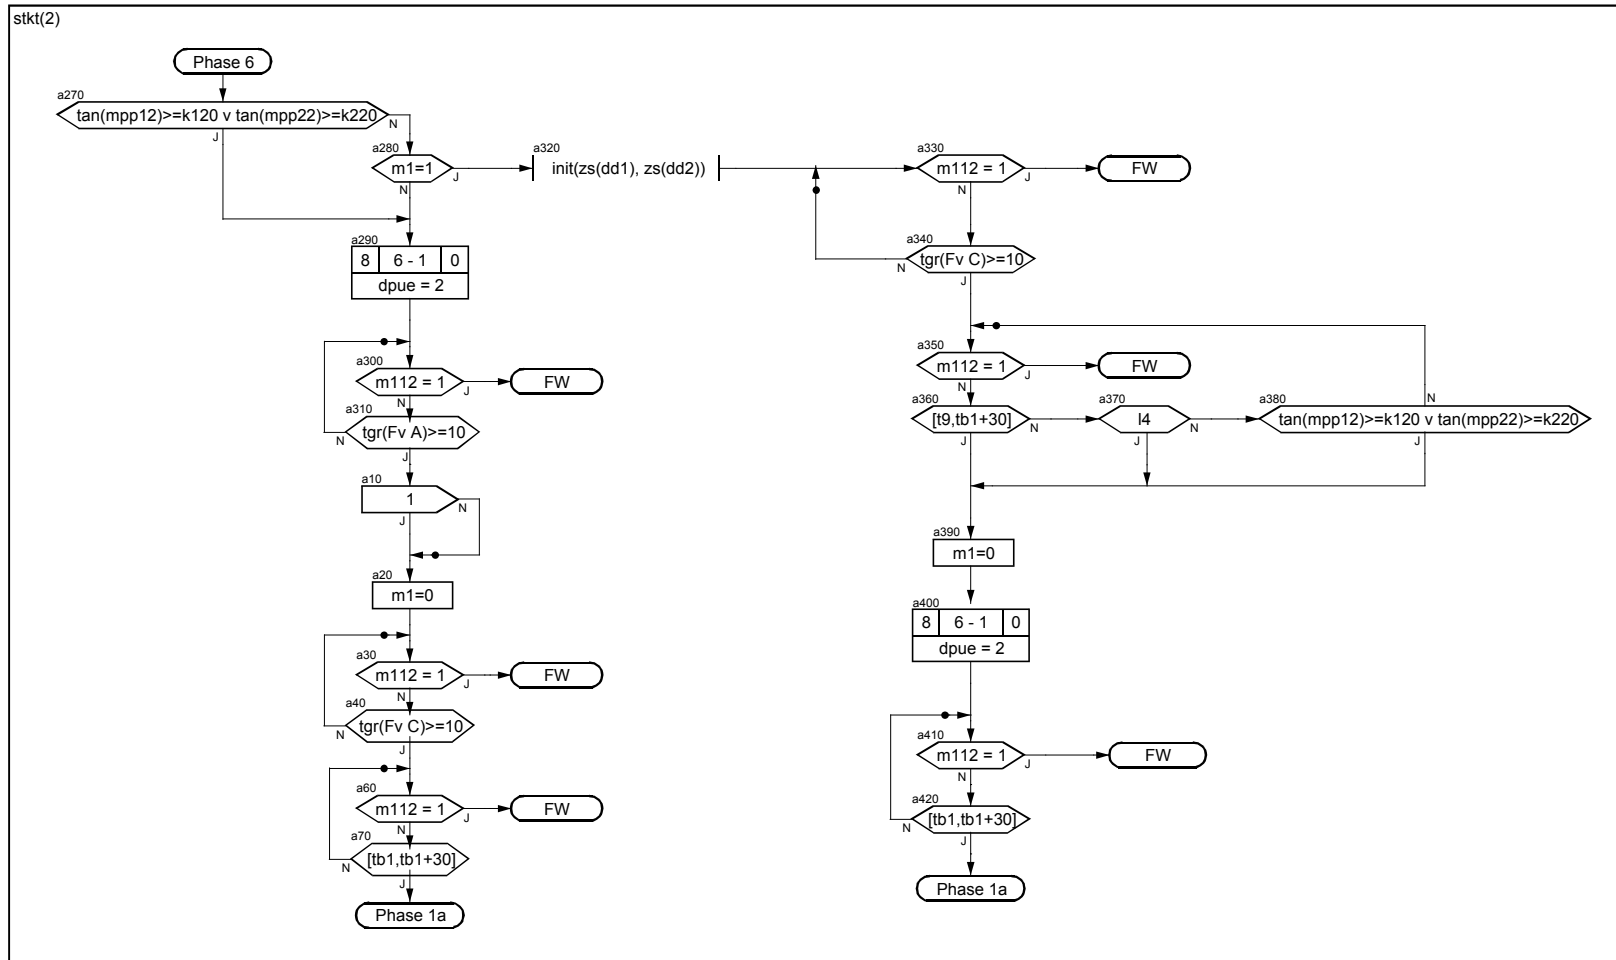 stkt(2)
Phase 6
a270
tan(mpp12)>=k120 v tan(mpp22)>=k220
N
J
a280
m1=1
J
N
a320
init(zs(dd1), zs(dd2))
a330
m112 = 1
J
N
FW
a340
tgr(Fv C)>=10
N
J
a290
8 6 - 1 0
dpue = 2
a300
m112 = 1
J
N
FW
a310
tgr(Fv A)>=10
N
J
a350
m112 = 1
J
N
FW
a360
[t9,tb1+30]
N
J
a370
l4
N
J
a380
N
tan(mpp12)>=k120 v tan(mpp22)>=k220
J
a10
1
N
J
a20
m1=0
a390
m1=0
a30
m112 = 1
J
N
FW
a40
tgr(Fv C)>=10
N
J
a400
8 6 - 1 0
dpue = 2
a60
m112 = 1
J
N
FW
a70
[tb1,tb1+30]
N
J
Phase 1a
a410
m112 = 1
J
N
FW
a420
[tb1,tb1+30]
N
J
Phase 1a